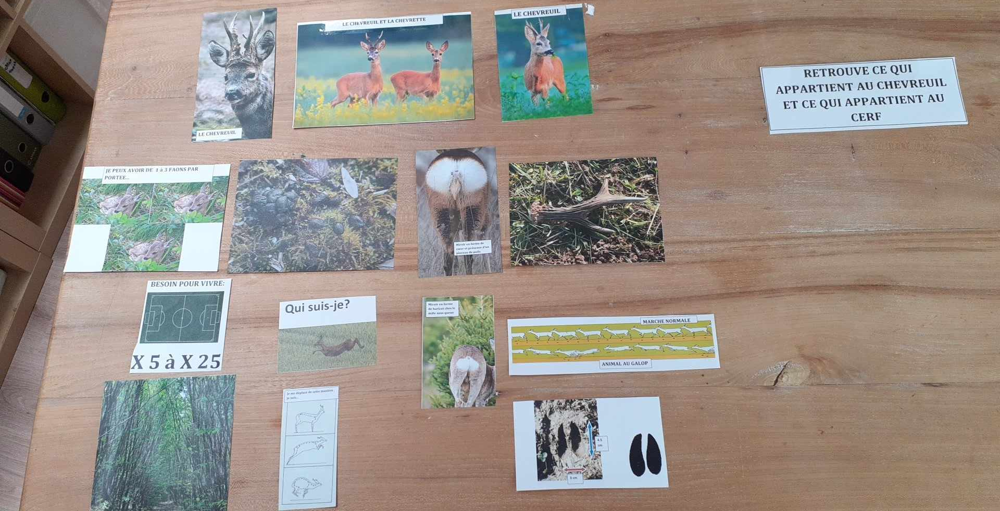 LE CHEVREUIL ET LA CHEVRETTE
LE CHEVREUIL
LE CHEVREUIL
RETROUVE CE QUI
APPARTIENT AU CHEVREUIL
ET CE QUI APPARTIENT AU
CERF
JE PEUX AVOIR DE 1 à 3 FAONS PAR
PORTEE...
Miroir en forme de
cœur et présence d'un
pinceau de poils
BESOIN POUR VIVRE:
X 5 à X 25
Qui suis-je?
Miroir en forme
de haricot chez le
mâle sans queue
MARCHE NORMALE
ANIMAL AU GALOP
Je me déplace de cette manière ,
je suis...
4.5
cm
3 cm